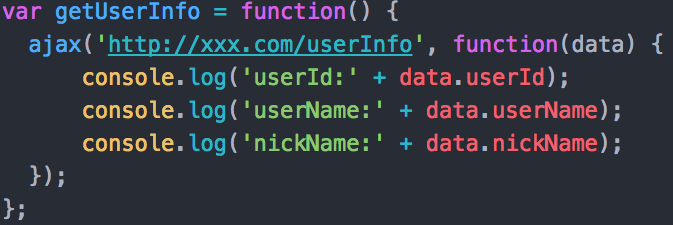 var getUserInfo = function() {
  ajax('http://xxx.com/userInfo', function(data) {
      console.log('userId:' + data.userId);
      console.log('userName:' + data.userName);
      console.log('nickName:' + data.nickName);
  });
};